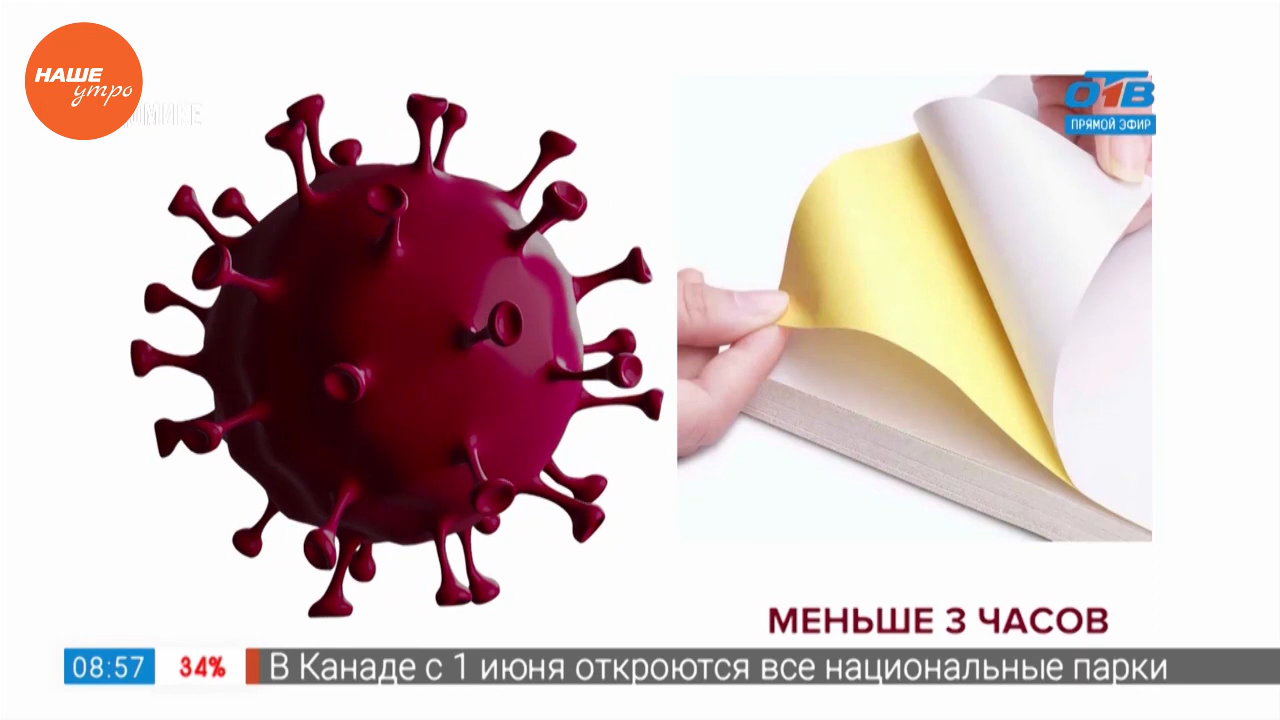 НАШЕ
утро
ОТВ
ПРЯМОЙ ЭФИР
МЕНЬШЕ 3 ЧАСОВ
08:57 34% В Канаде с 1 июня откроются все национальные парки